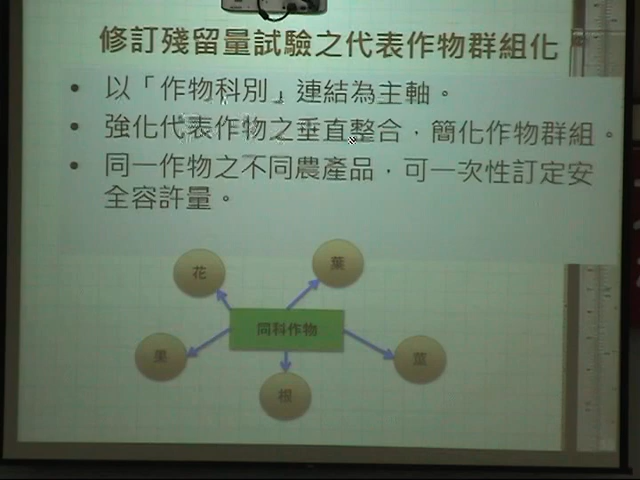 修訂殘留量試驗之代表作物群組化
• 以「作物科別」連結為主軸。
• 強化代表作物之垂直整合，簡化作物群組。
• 同一作物之不同農產品，可一次性訂定安
全容許量。
花
葉
同科作物
果
莖
根